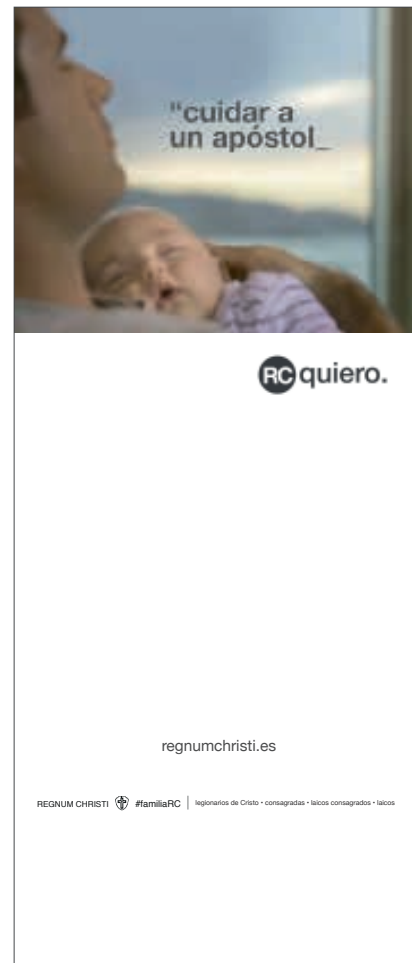 "cuidar a
un apóstol_
RC quiero.
regnumchristi.es
REGNUM CHRISTI #familiaRC legionarios de Cristo • consagradas • laicos consagrados • laicos